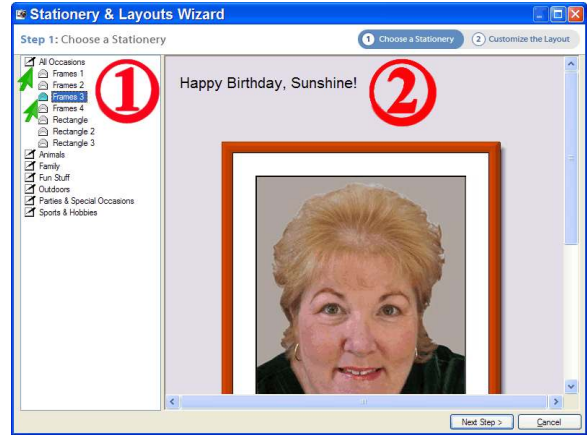 Stationery & Layouts Wizard
Step 1: Choose a Stationery
1 Choose a Stationery
2 Customize the Layout
All Occasions
Frames 1
Frames 2
Frames 3
Frames 4
Rectangle
Rectangle 2
Rectangle 3
Animals
Family
Fun Stuff
Outdoors
Parties & Special Occasions
Sports & Hobbies
1
Happy Birthday, Sunshine!
2
Next Step >
Cancel